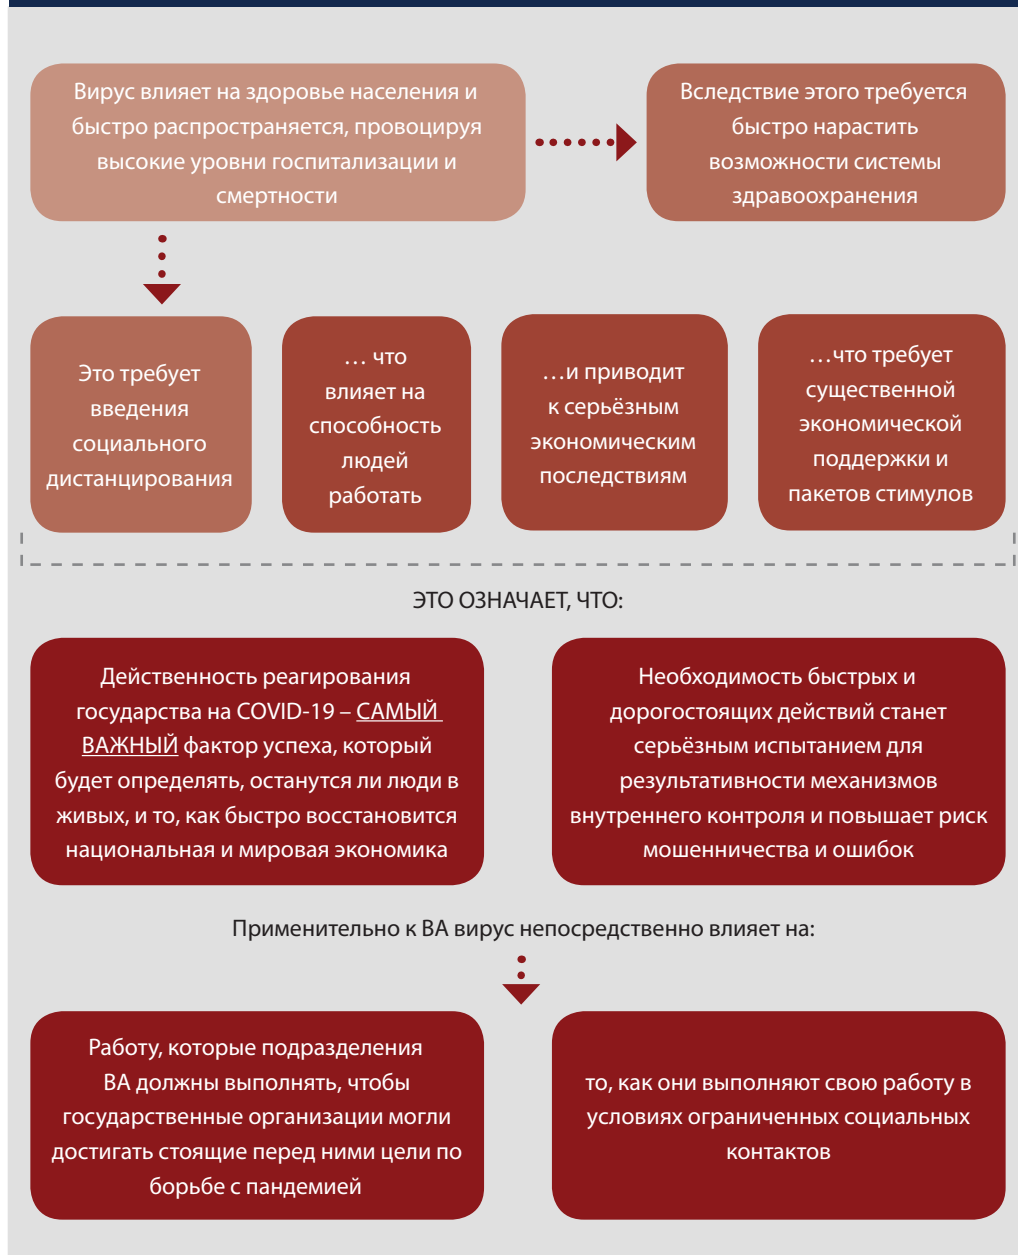 Вирус влияет на здоровье населения и
быстро распространяется, провоцируя
высокие уровни госпитализации и
смертности
Вследствие этого требуется
быстро нарастить
возможности системы
здравоохранения
Это требует
введения
социального
дистанцирования
… что
влияет на
способность
людей
работать
…и приводит
к серьёзным
экономическим
последствиям
…что требует
существенной
экономической
поддержки и
пакетов стимулов
ЭТО ОЗНАЧАЕТ, ЧТО:
Действенность реагирования
государства на COVID-19 – САМЫЙ
ВАЖНЫЙ фактор успеха, который
будет определять, останутся ли люди в
живых, и то, как быстро восстановится
национальная и мировая экономика
Необходимость быстрых и
дорогостоящих действий станет
серьёзным испытанием для
результативности механизмов
внутреннего контроля и повышает риск
мошенничества и ошибок
Применительно к ВА вирус непосредственно влияет на:
Работу, которые подразделения
ВА должны выполнять, чтобы
государственные организации могли
достигать стоящие перед ними цели по
борьбе с пандемией
то, как они выполняют свою работу в
условиях ограниченных социальных
контактов